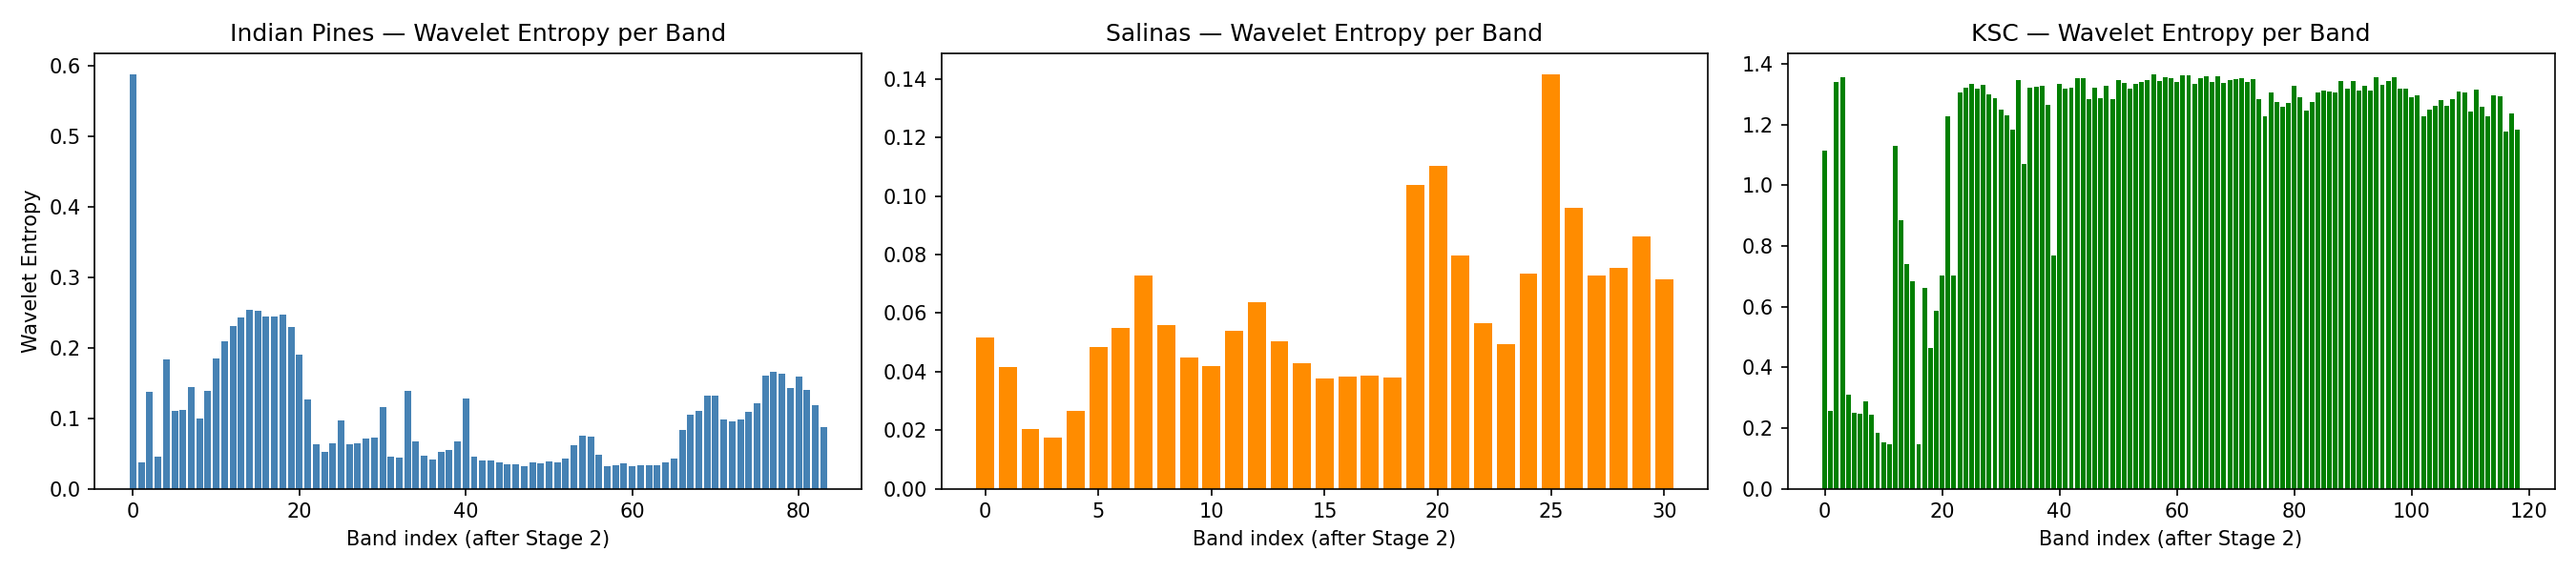 Indian Pines — Wavelet Entropy per Band
Wavelet Entropy
0.6
0.5
0.4
0.3
0.2
0.1
0.0
0 20 40 60 80
Band index (after Stage 2)
Salinas — Wavelet Entropy per Band
0.14
0.12
0.10
0.08
0.06
0.04
0.02
0.00
0 5 10 15 20 25 30
Band index (after Stage 2)
KSC — Wavelet Entropy per Band
1.4
1.2
1.0
0.8
0.6
0.4
0.2
0.0
0 20 40 60 80 100 120
Band index (after Stage 2)